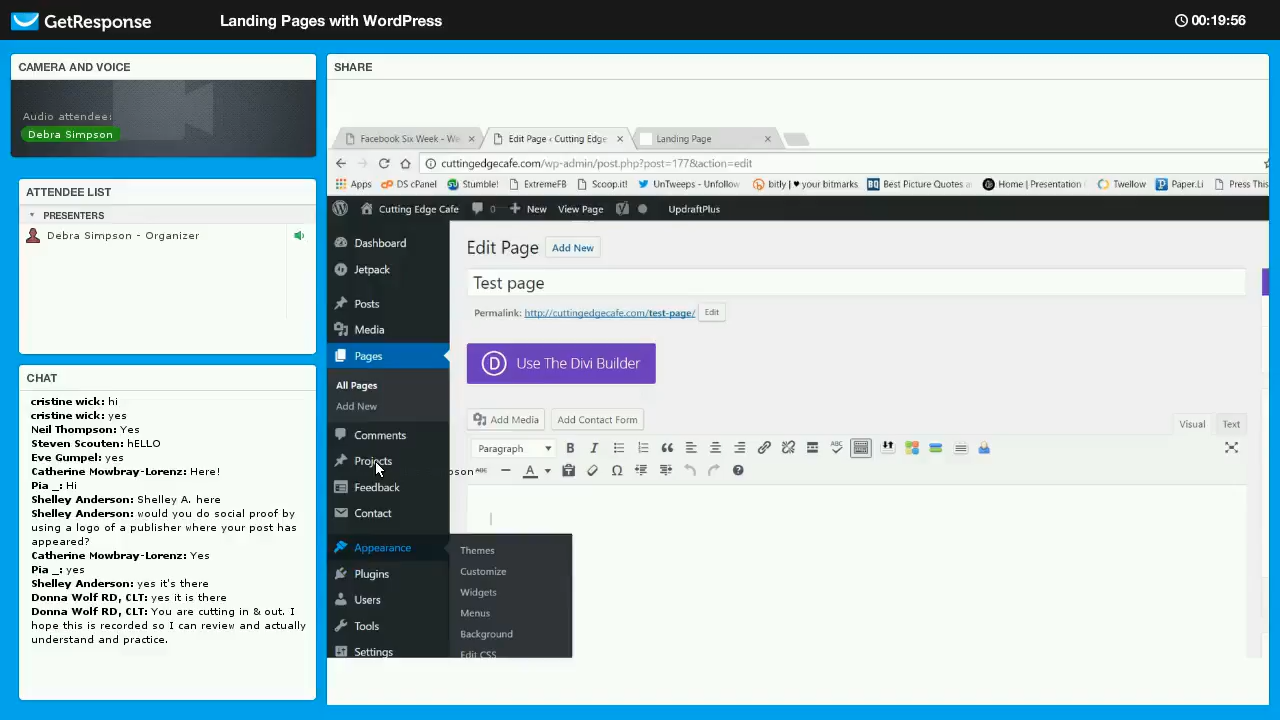 GetResponse
Landing Pages with WordPress
00:19:56
CAMERA AND VOICE
Audio attendees:
Debra Simpson
ATTENDEE LIST
PRESENTERS
Debra Simpson - Organizer
CHAT
cristine wick: hi
cristine wick: yes
Neil Thompson: Yes
Steven Scouten: hELLO
Eve Gumpel: yes
Catherine Mowbray-Lorenz: Here!
Pia _: Hi
Shelley Anderson: Shelley A. here
Shelley Anderson: would you do social proof by
using a logo of a publisher where your post has
appeared?
Catherine Mowbray-Lorenz: Yes
Pia _: yes
Shelley Anderson: yes it's there
Donna Wolf RD, CLT: yes it is there
Donna Wolf RD, CLT: You are cutting in & out. I
hope this is recorded so I can review and actually
understand and practice.
SHARE
Facebook Six Week - We
Edit Page ‹ Cutting Edge
Landing Page
cuttingedgecafe.com/wp-admin/post.php?post=177&action=edit
Apps
DS cPanel
Stumble!
ExtremeFB
Scoop.it!
UnTweeps - Unfollow
bitly | ♥ your bitmarks
Best Picture Quotes a
Home | Presentation
Twellow
Paper.Li
Press This
Cutting Edge Cafe
0
New
View Page
UpdraftPlus
Dashboard
Jetpack
Posts
Media
Pages
All Pages
Add New
Comments
Projects
Feedback
Contact
Appearance
Plugins
Users
Tools
Settings
Themes
Customize
Widgets
Menus
Background
Edit CSS
Edit Page
Add New
Test page
Permalink: http://cuttingedgecafe.com/test-page/ Edit
D Use The Divi Builder
Add Media
Add Contact Form
Visual
Text
Paragraph